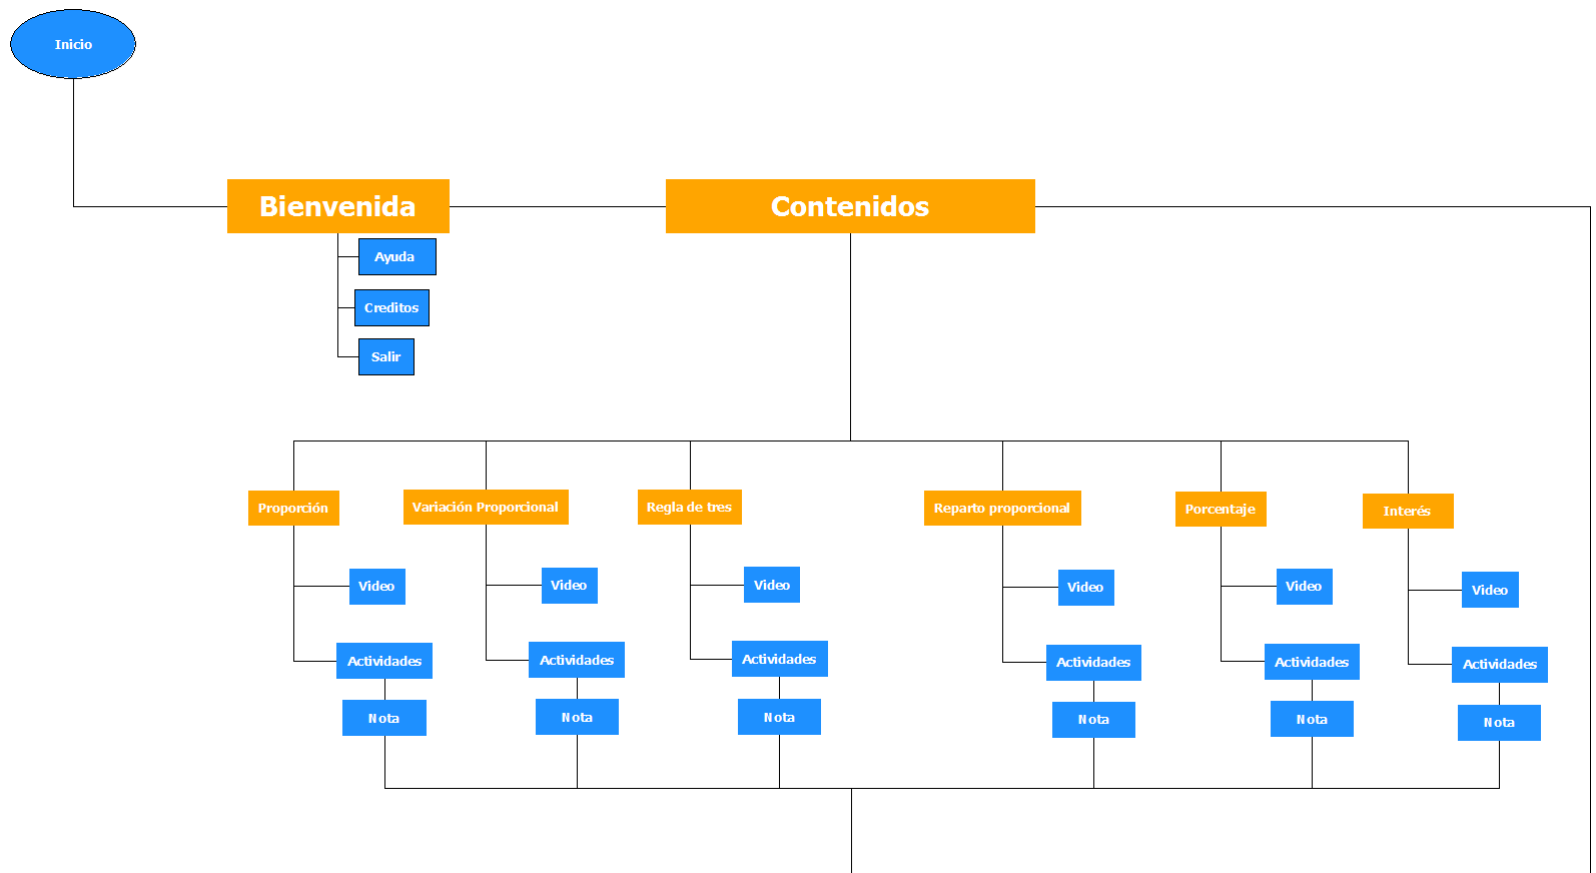 Inicio
Bienvenida
Contenidos
Ayuda
Creditos
Salir
Proporción
Variación Proporcional
Regla de tres
Reparto proporcional
Porcentaje
Interés
Video
Video
Video
Video
Video
Video
Actividades
Actividades
Actividades
Actividades
Actividades
Actividades
Nota
Nota
Nota
Nota
Nota
Nota